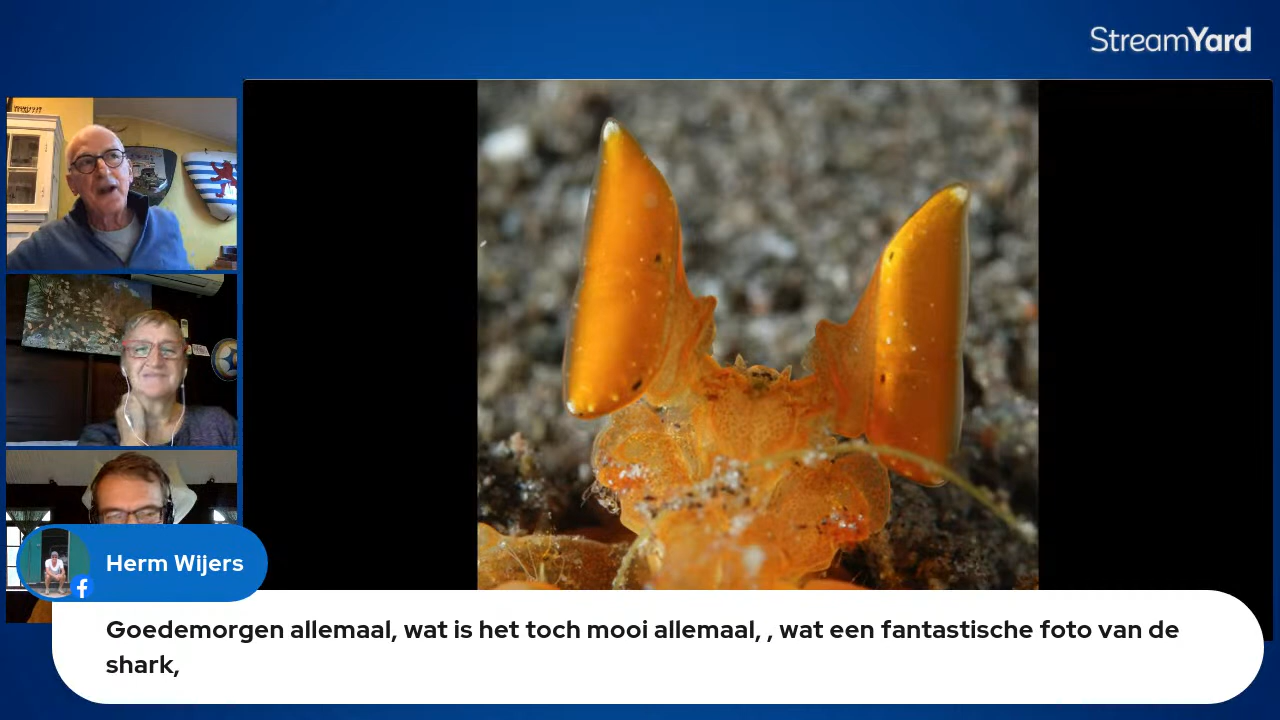 StreamYard
Herm Wijers
Goedemorgen allemaal, wat is het toch mooi allemaal, , wat een fantastische foto van de
shark,